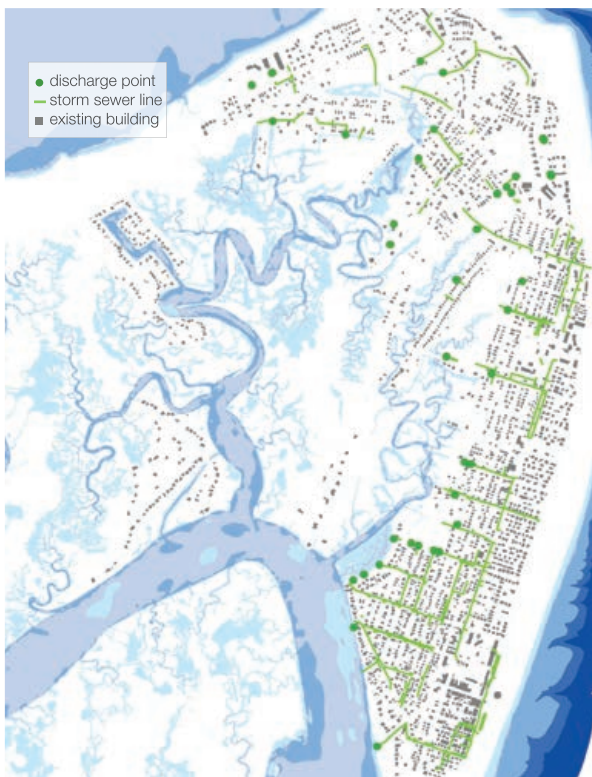 discharge point
storm sewer line
existing building